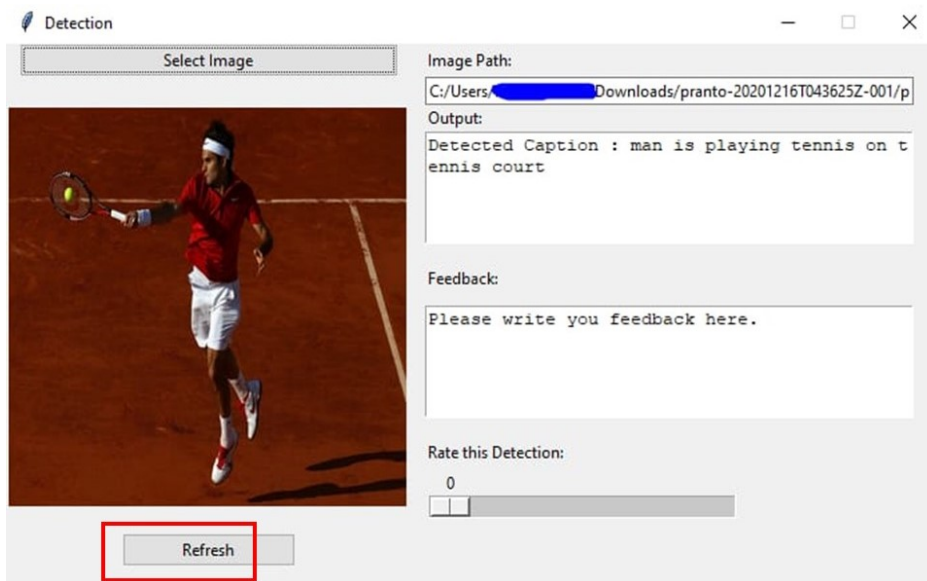 Detection
Select Image
Image Path:
C:/Users/ Downloads/pranto-20201216T043625Z-001/p
Output:
Detected Caption : man is playing tennis on t
ennis court
Feedback:
Please write you feedback here.
Rate this Detection:
0
Refresh